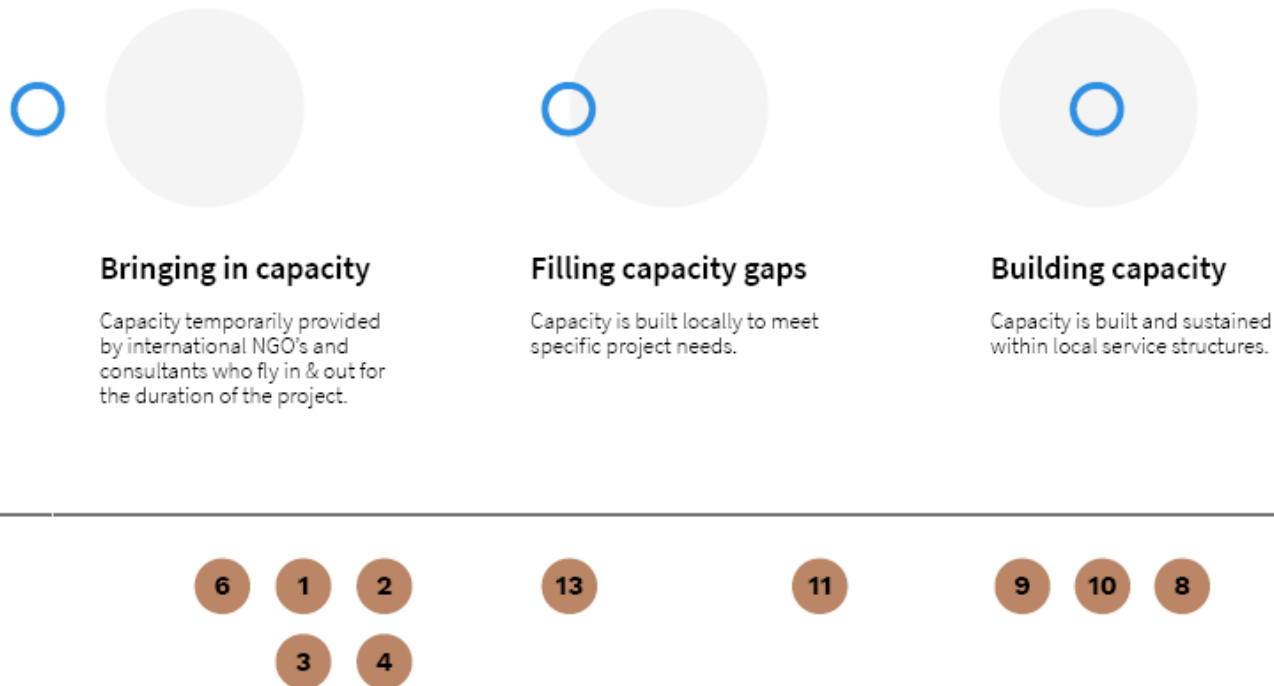 Bringing in capacity
Capacity temporarily provided
by international NGO's and
consultants who fly in & out for
the duration of the project.
Filling capacity gaps
Capacity is built locally to meet
specific project needs.
Building capacity
Capacity is built and sustained
within local service structures.
6 1 2 13 11 9 10 8
3 4